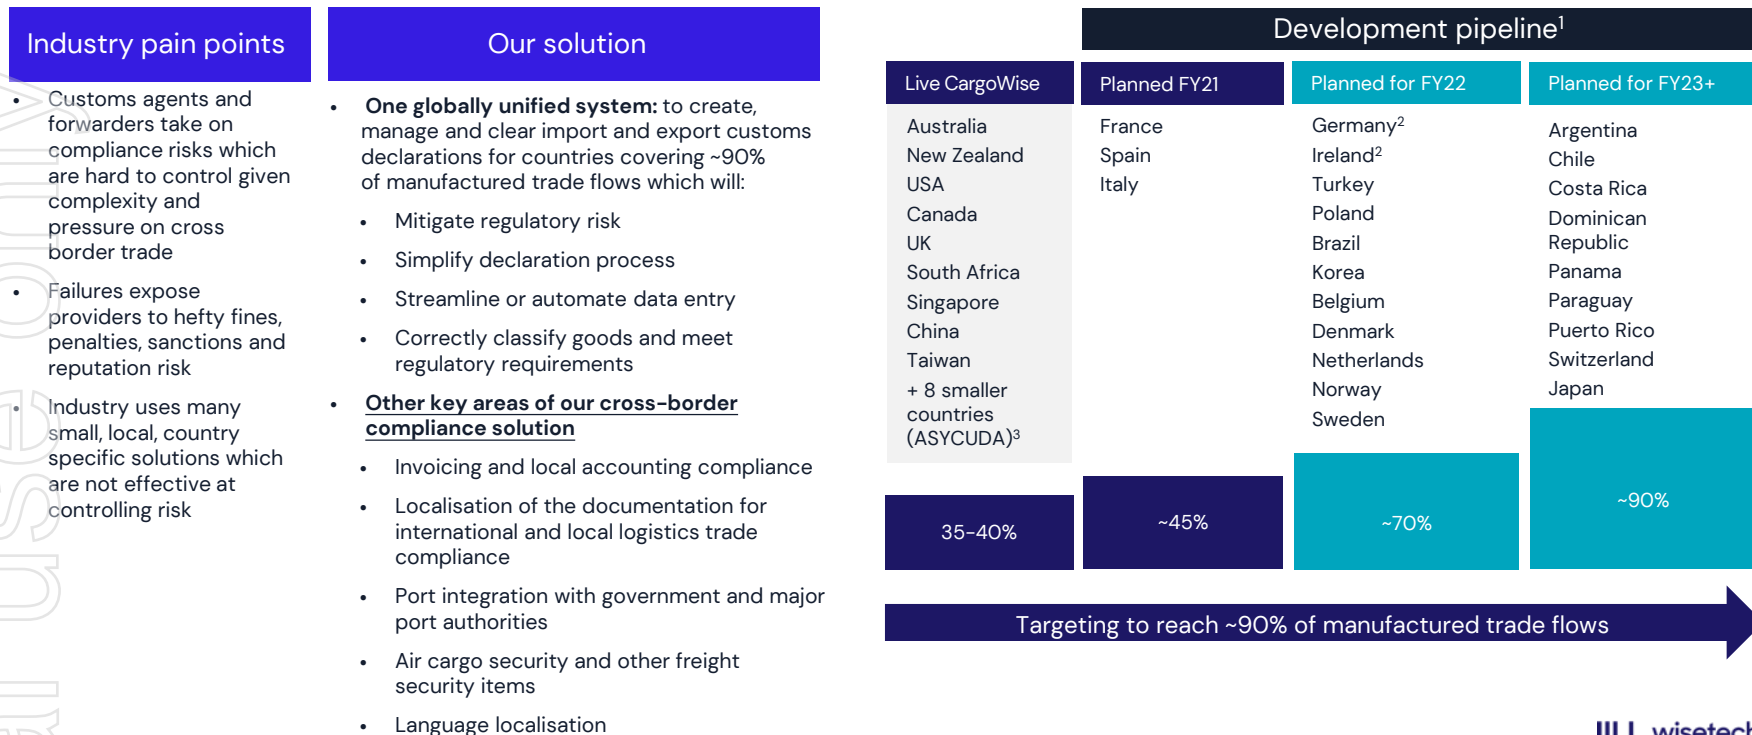 Industry pain points
• Customs agents and
forwarders take on
compliance risks which
are hard to control given
complexity and
pressure on cross
border trade
• Failures expose
providers to hefty fines,
penalties, sanctions and
reputation risk
• Industry uses many
small, local, country
specific solutions which
are not effective at
controlling risk
Our solution
• One globally unified system: to create,
manage and clear import and export customs
declarations for countries covering ~90%
of manufactured trade flows which will:
• Mitigate regulatory risk
• Simplify declaration process
• Streamline or automate data entry
• Correctly classify goods and meet
regulatory requirements
• Other key areas of our cross-border
compliance solution
• Invoicing and local accounting compliance
• Localisation of the documentation for
international and local logistics trade
compliance
• Port integration with government and major
port authorities
• Air cargo security and other freight
security items
• Language localisation
Development pipeline¹
Live CargoWise
Australia
New Zealand
USA
Canada
UK
South Africa
Singapore
China
Taiwan
+ 8 smaller
countries
(ASYCUDA)³
35-40%
Planned FY21
France
Spain
Italy
~45%
Planned for FY22
Germany²
Ireland²
Turkey
Poland
Brazil
Korea
Belgium
Denmark
Netherlands
Norway
Sweden
~70%
Planned for FY23+
Argentina
Chile
Costa Rica
Dominican
Republic
Panama
Paraguay
Puerto Rico
Switzerland
Japan
~90%
Targeting to reach ~90% of manufactured trade flows
wisetech
use only